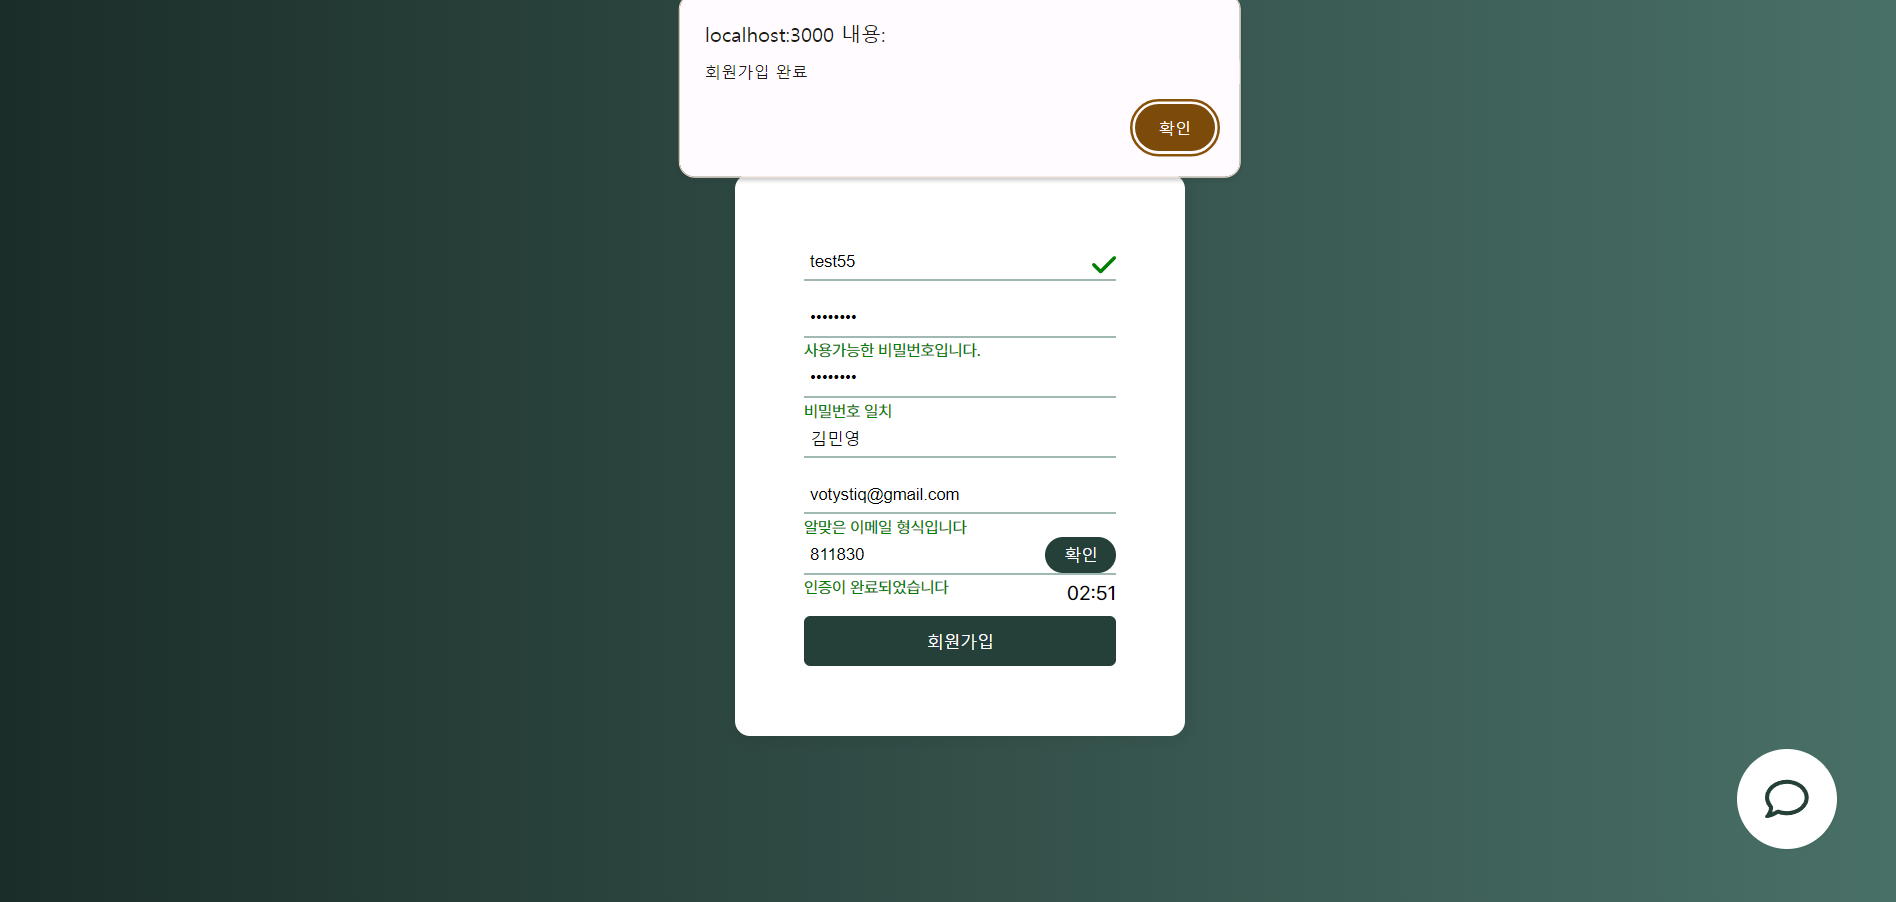 localhost:3000 내용:
회원가입 완료
확인
test55
••••••••
사용가능한 비밀번호입니다.
••••••••
비밀번호 일치
김민영
votystiq@gmail.com
알맞은 이메일 형식입니다
811830 확인
인증이 완료되었습니다 02:51
회원가입